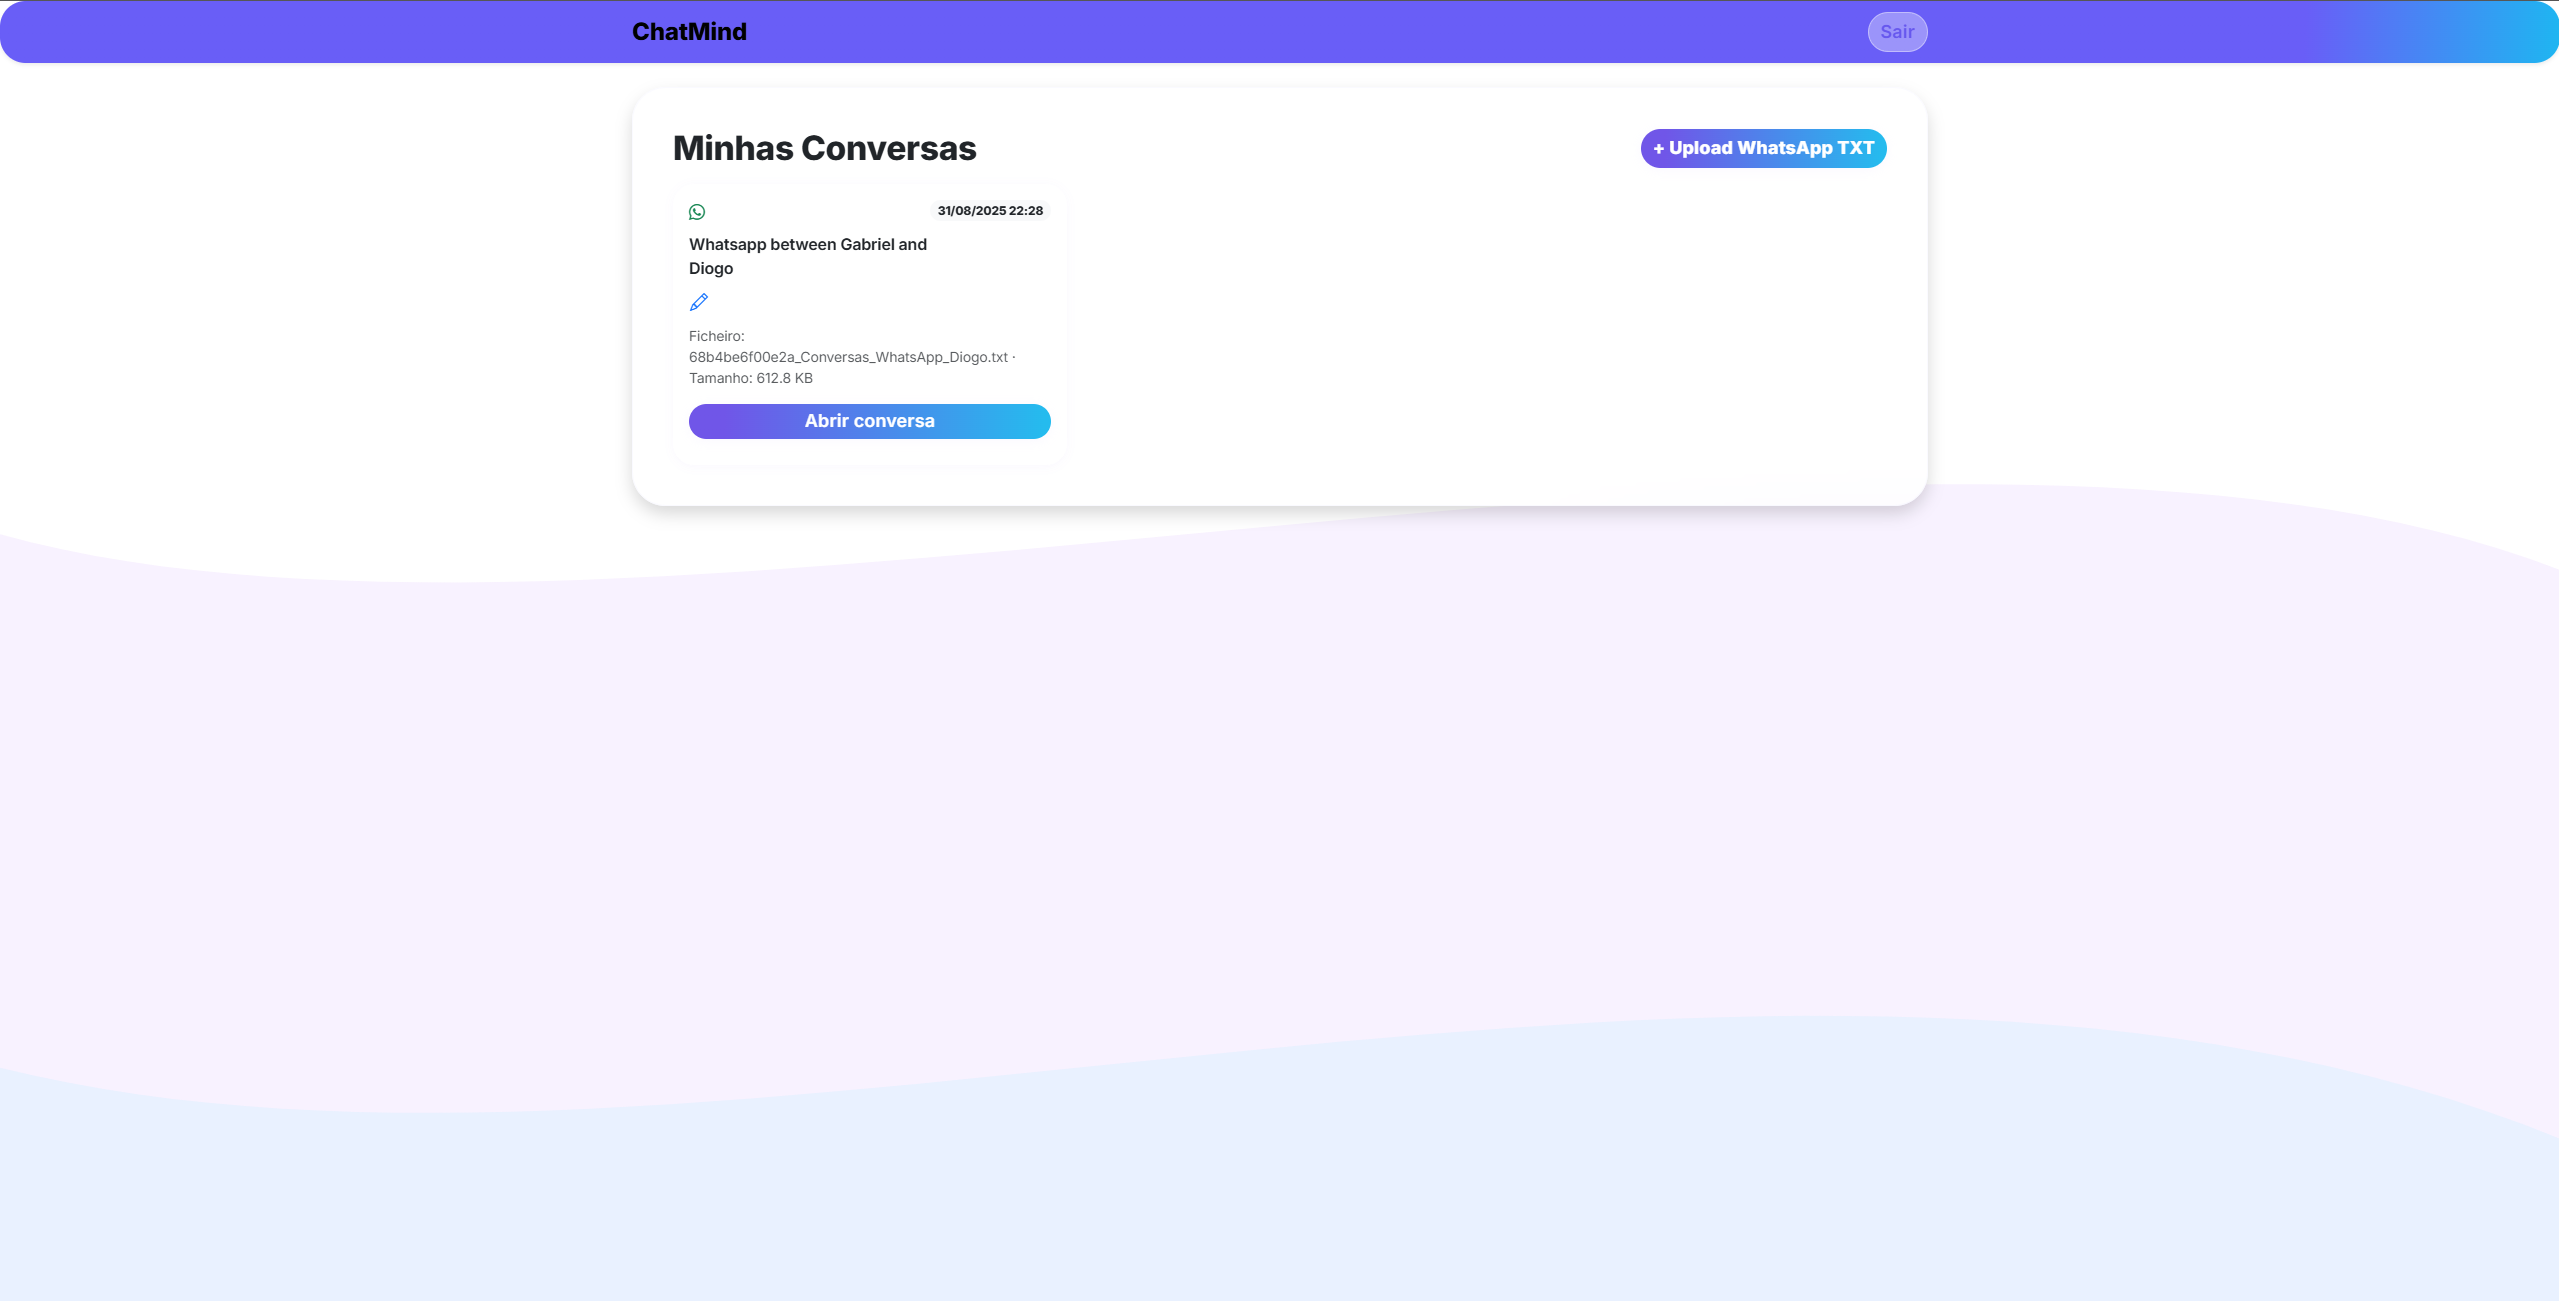 ChatMind
Sair
Minhas Conversas
+ Upload WhatsApp TXT
31/08/2025 22:28
Whatsapp between Gabriel and
Diogo
Ficheiro:
68b4be6f00e2a_Conversas_WhatsApp_Diogo.txt ·
Tamanho: 612.8 KB
Abrir conversa